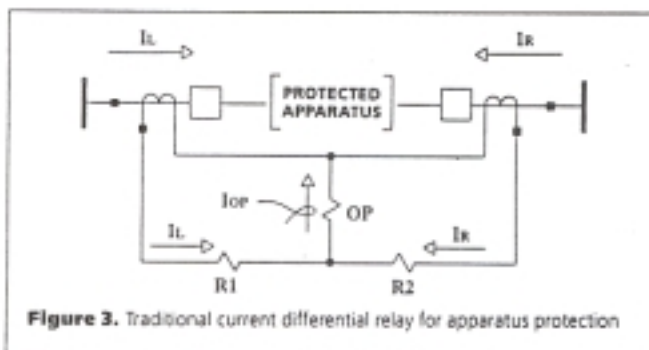 IL IR
PROTECTED
APPARATUS
IOP OP
IL IR
R1 R2
Figure 3. Traditional current differential relay for apparatus protection